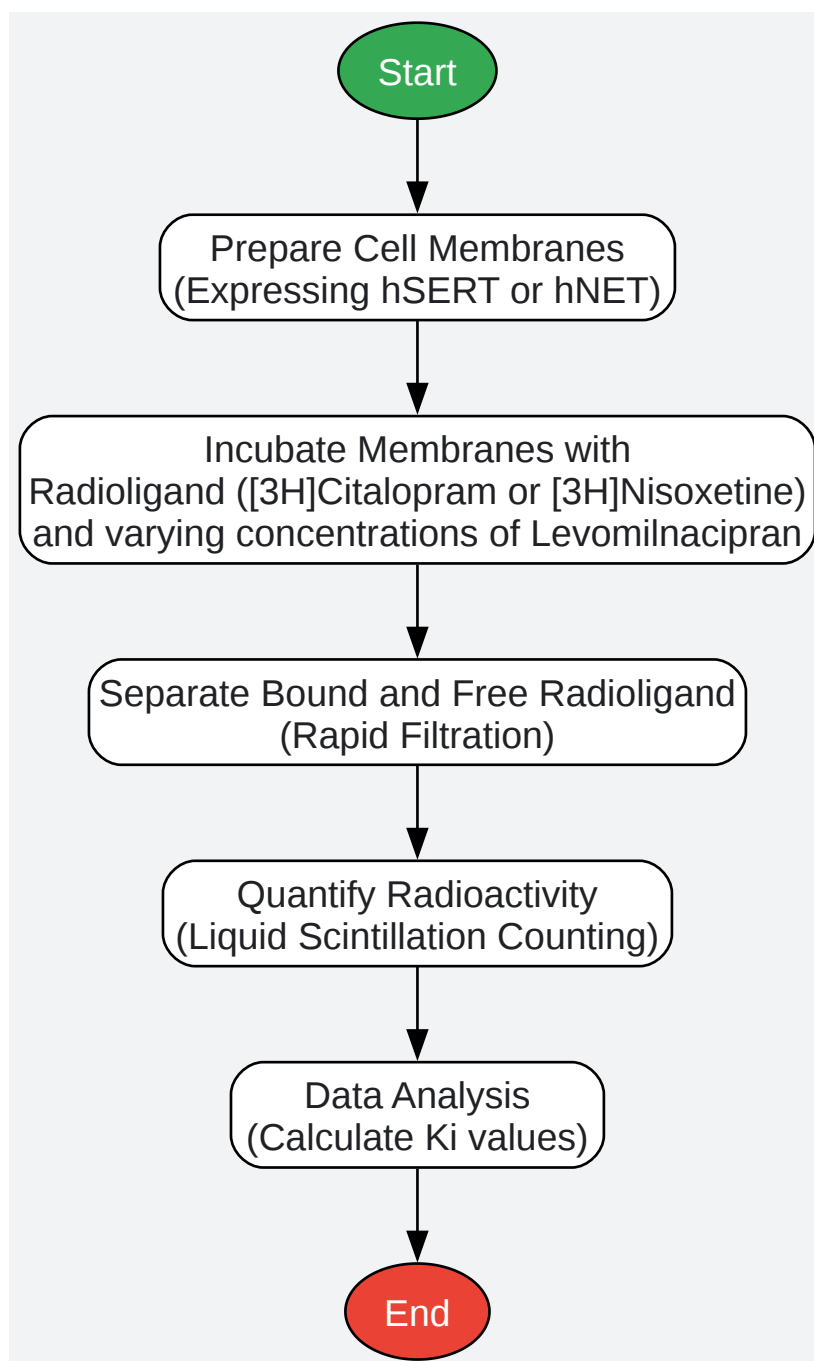 Start
Prepare Cell Membranes
(Expressing hSERT or hNET)
Incubate Membranes with
Radioligand ([3H]Citalopram or [3H]Nisoxetine)
and varying concentrations of Levomilnacipran
Separate Bound and Free Radioligand
(Rapid Filtration)
Quantify Radioactivity
(Liquid Scintillation Counting)
Data Analysis
(Calculate Ki values)
End